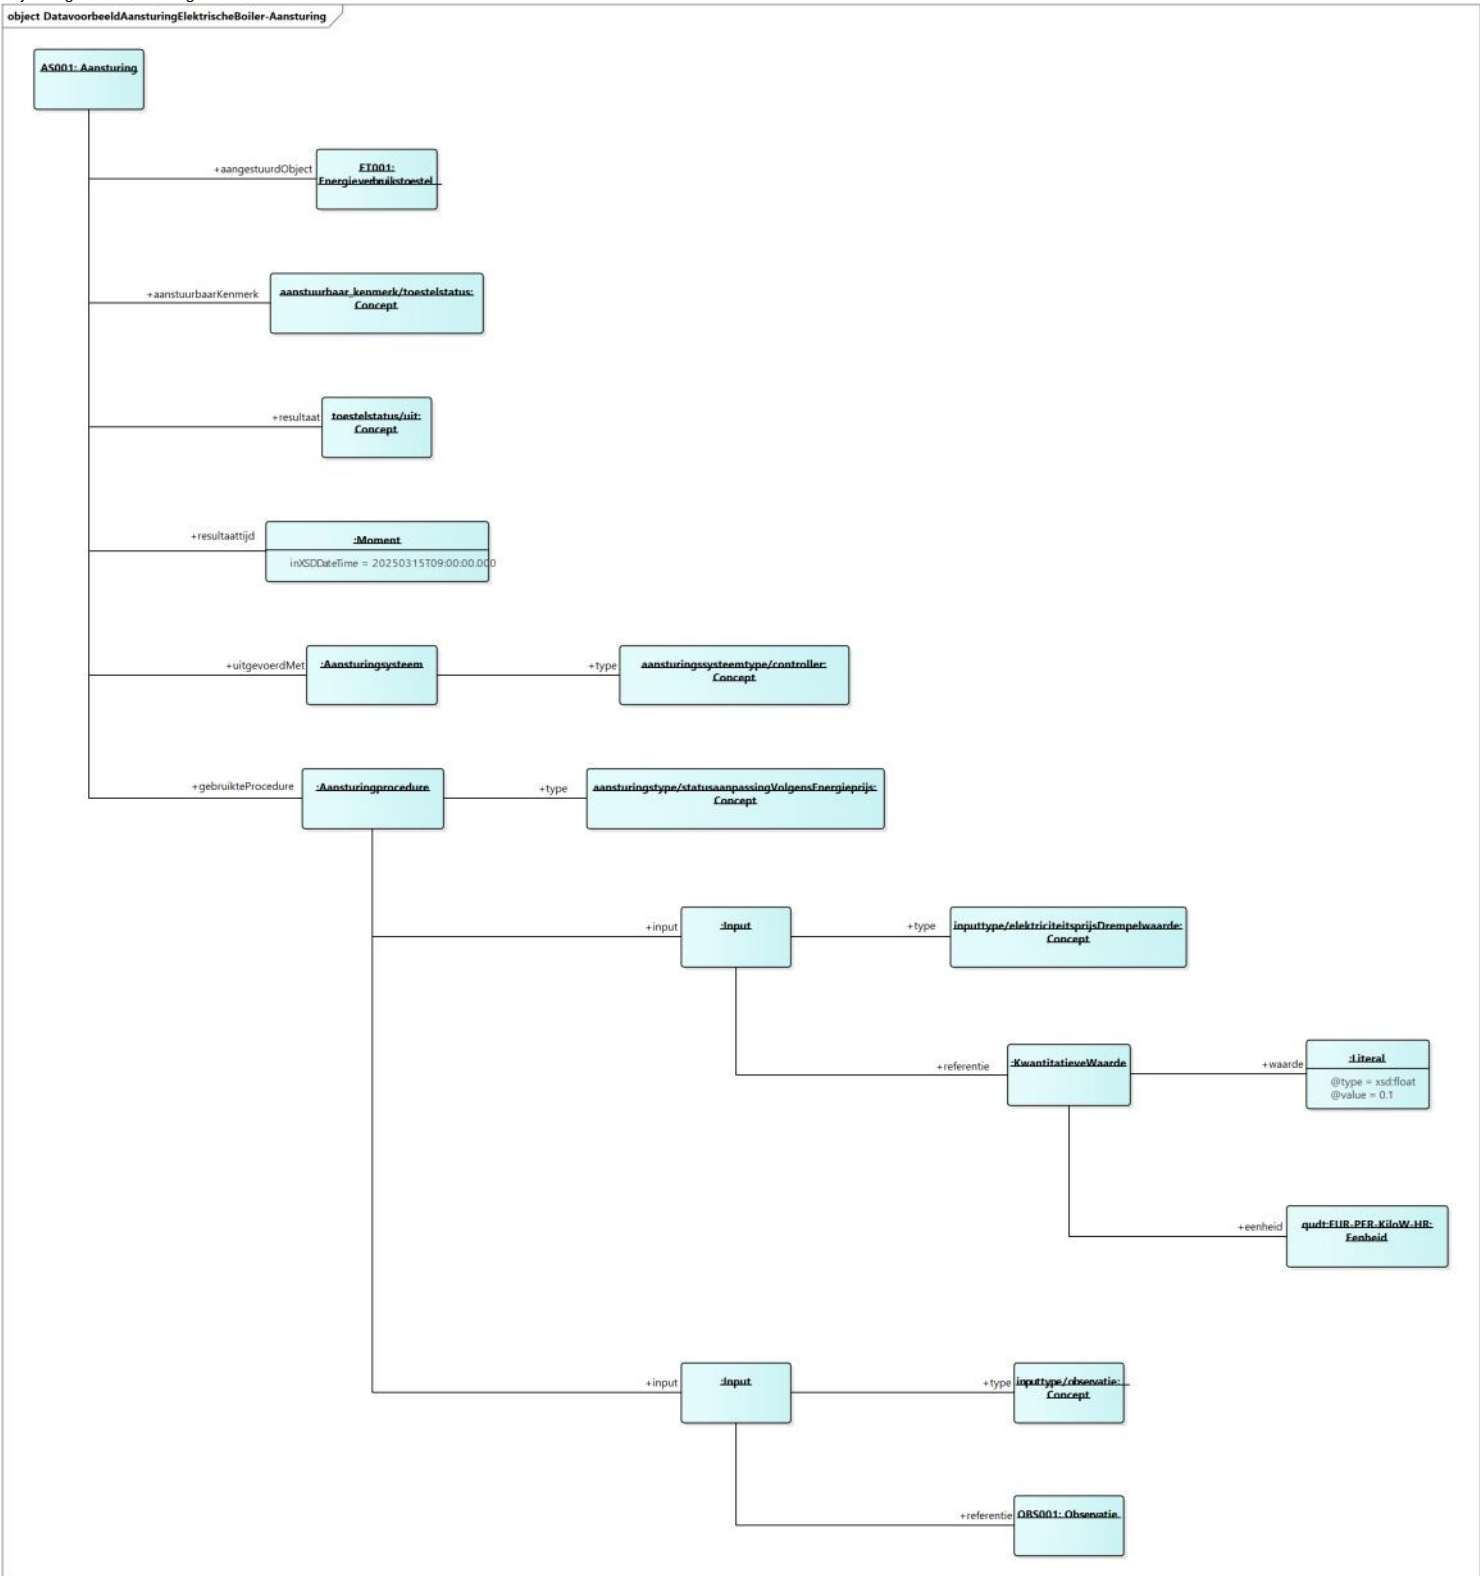 object DatavoorbeeldAansturingElektrischeBoiler-Aansturing
AS001: Aansturing
+aangestuurdObject
ET001:
Energieverbruikstoestel
+aanstuurbaarKenmerk
aanstuurbaar_kenmerk/toestelstatus:
Concept
+resultaat
toestelstatus/uit:
Concept
+resultaattijd
:Moment
inXSDDateTime = 20250315T09:00:00.000
+uitgevoerdMet
:Aansturingsysteem
+type
aansturingssysteemtype/controller:
Concept
+gebruikteProcedure
:Aansturingprocedure
+type
aansturingstype/statusaanpassingVolgensEnergieprijs:
Concept
+input
:Input
+type
inputtype/elektriciteitsprijsDrempelwaarde:
Concept
+referentie
:KwantitatieveWaarde
+waarde
:Literal
@type = xsd:float
@value = 0.1
+eenheid
qudt:EUR-PER-KiloW-HR:
Eenheid
+input
:Input
+type
inputtype/observatie:
Concept
+referentie
OBS001: Observatie